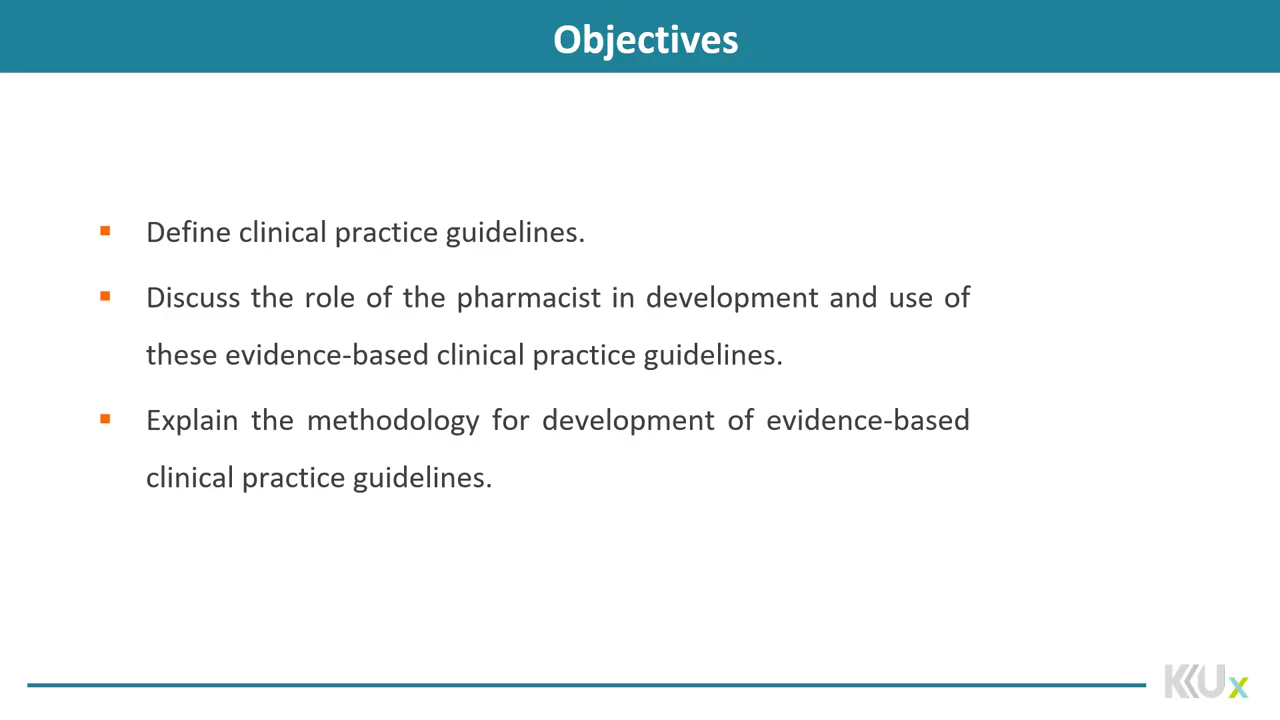 Objectives
▪ Define clinical practice guidelines.
▪ Discuss the role of the pharmacist in development and use of
these evidence-based clinical practice guidelines.
▪ Explain the methodology for development of evidence-based
clinical practice guidelines.
KKUx